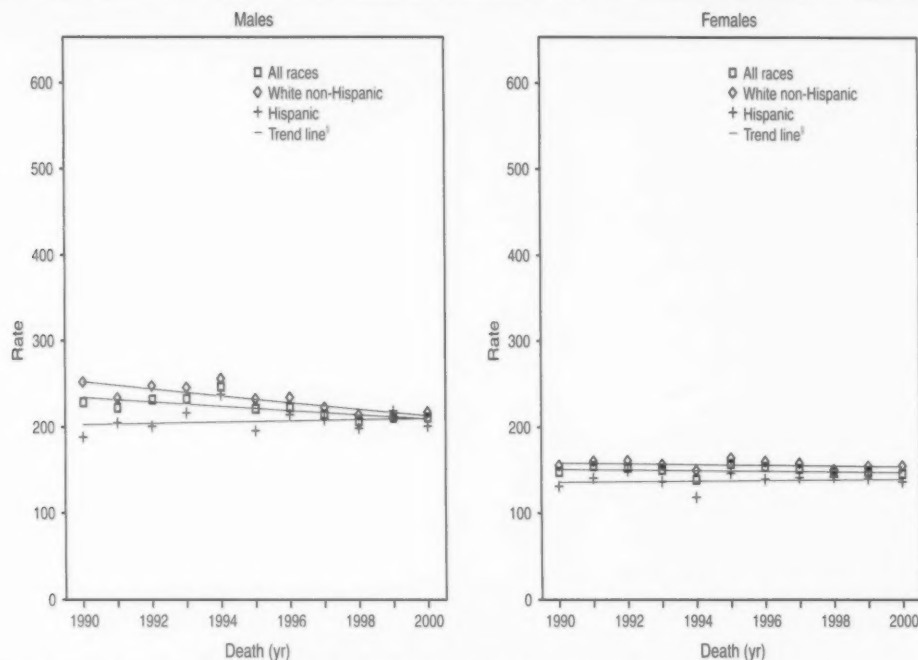 Males
600
500
400
300
200
100
0
Rate
All races
White non-Hispanic
Hispanic
Trend line§
1990 1992 1994 1996 1998 2000
Death (yr)
Females
600
500
400
300
200
100
0
Rate
All races
White non-Hispanic
Hispanic
Trend line§
1990 1992 1994 1996 1998 2000
Death (yr)